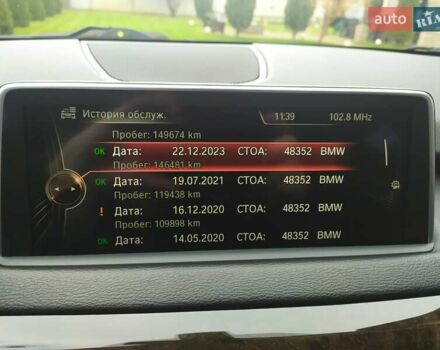 auto RIA
История обслуж. 11:39 102.8 MHz
Пробег: 149674 km
OK Дата: 22.12.2023 СТОА: 48352 BMW
Пробег: 146481 km
OK Дата: 19.07.2021 СТОА: 48352 BMW
Пробег: 119438 km
! Дата: 16.12.2020 СТОА: 48352 BMW
Пробег: 109898 km
OK Дата: 14.05.2020 СТОА: 48352 BMW